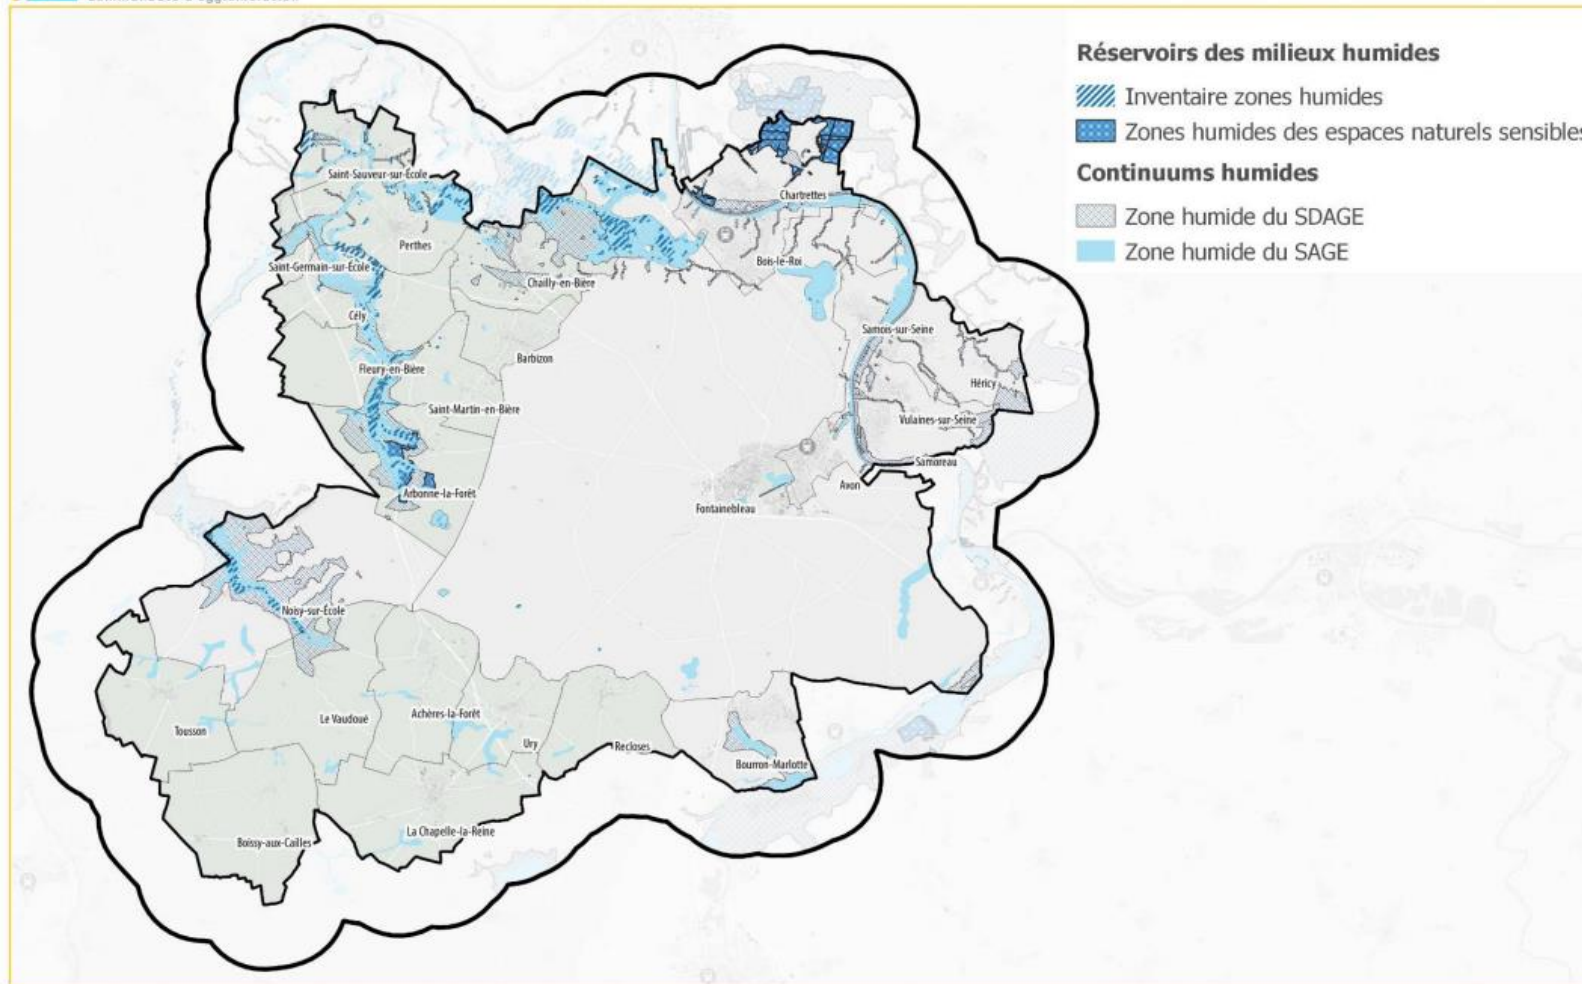 Réservoirs des milieux humides
Inventaire zones humides
Zones humides des espaces naturels sensibles
Continuums humides
Zone humide du SDAGE
Zone humide du SAGE
Saint-Sauveur-sur-École
Chartrettes
Perthes
Saint-Germain-sur-École
Bois-le-Roi
Chailly-en-Bière
Cély
Samois-sur-Seine
Barbizon
Fleury-en-Bière
Héricy
Saint-Martin-en-Bière
Vulaines-sur-Seine
Samoreau
Avon
Arbonne-la-Forêt
Fontainebleau
Noisy-sur-École
Le Vaudoué
Achères-la-Forêt
Tousson
Ury
Recloses
Bourron-Marlotte
La Chapelle-la-Reine
Boissy-aux-Cailles